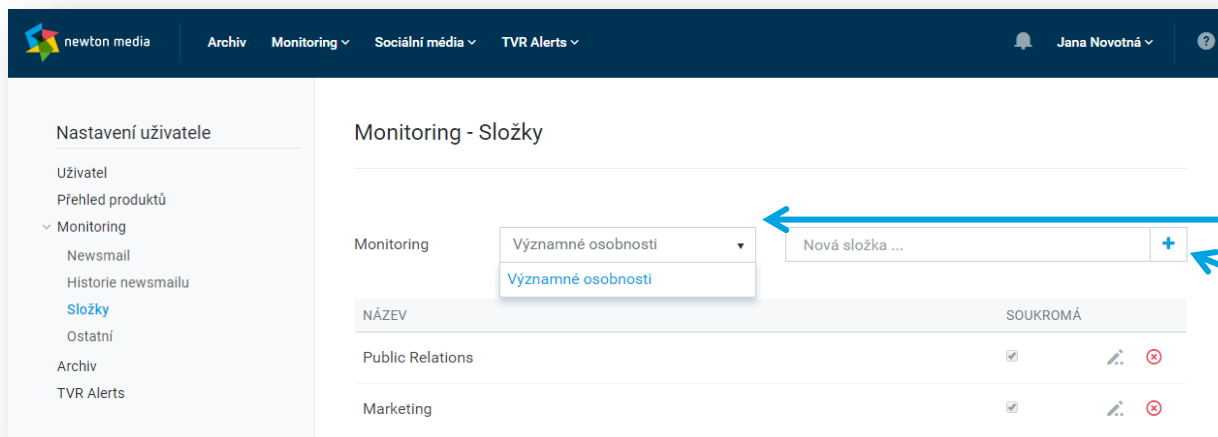 newton media Archiv Monitoring Sociální média TVR Alerts Jana Novotná ?
Nastavení uživatele
Uživatel
Přehled produktů
Monitoring
Newsmail
Historie newsmailu
Složky
Ostatní
Archiv
TVR Alerts
Monitoring - Složky
Monitoring Významné osobnosti Nová složka ... +
Významné osobnosti
NÁZEV SOUKROMÁ
Public Relations
Marketing